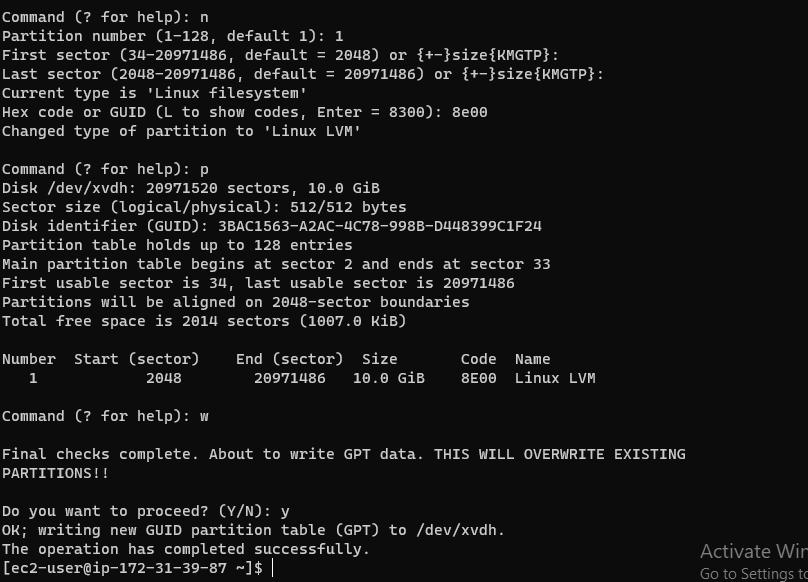 Command (? for help): n
Partition number (1-128, default 1): 1
First sector (34-20971486, default = 2048) or {+-}size{KMGTP}:
Last sector (2048-20971486, default = 20971486) or {+-}size{KMGTP}:
Current type is 'Linux filesystem'
Hex code or GUID (L to show codes, Enter = 8300): 8e00
Changed type of partition to 'Linux LVM'
Command (? for help): p
Disk /dev/xvdh: 20971520 sectors, 10.0 GiB
Sector size (logical/physical): 512/512 bytes
Disk identifier (GUID): 3BAC1563-A2AC-4C78-998B-D448399C1F24
Partition table holds up to 128 entries
Main partition table begins at sector 2 and ends at sector 33
First usable sector is 34, last usable sector is 20971486
Partitions will be aligned on 2048-sector boundaries
Total free space is 2014 sectors (1007.0 KiB)
Number  Start (sector)    End (sector)  Size       Code  Name
   1            2048        20971486   10.0 GiB    8E00  Linux LVM
Command (? for help): w
Final checks complete. About to write GPT data. THIS WILL OVERWRITE EXISTING
PARTITIONS!!
Do you want to proceed? (Y/N): y
OK; writing new GUID partition table (GPT) to /dev/xvdh.
The operation has completed successfully.
[ec2-user@ip-172-31-39-87 ~]$
Activate Win
Go to Settings to